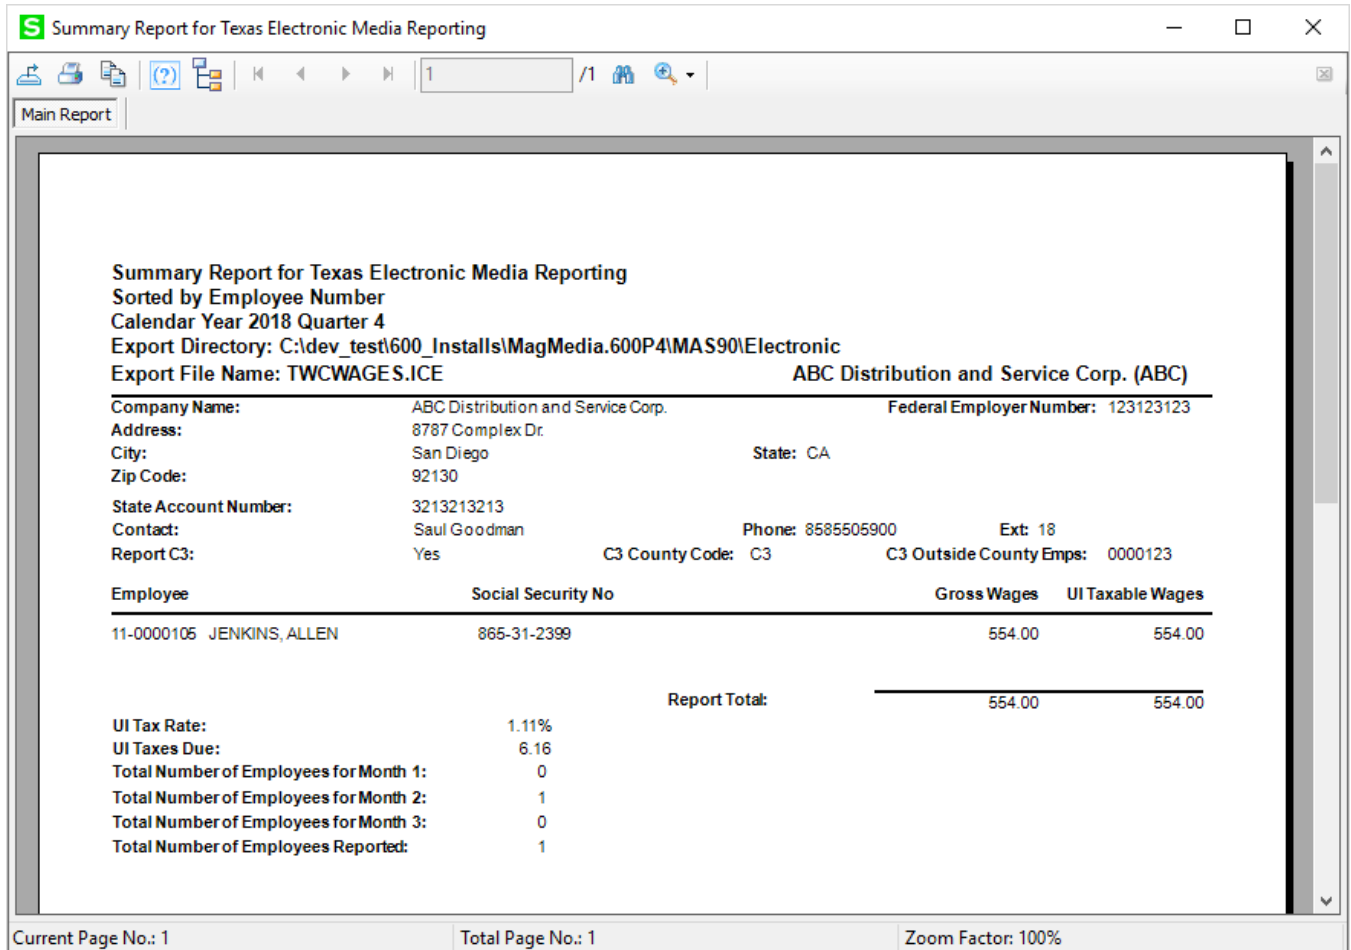 S Summary Report for Texas Electronic Media Reporting
(?) 1 /1
Main Report
Summary Report for Texas Electronic Media Reporting
Sorted by Employee Number
Calendar Year 2018 Quarter 4
Export Directory: C:\dev_test\600_Installs\MagMedia.600P4\MAS90\Electronic
Export File Name: TWCWAGES.ICE ABC Distribution and Service Corp. (ABC)
Company Name: ABC Distribution and Service Corp. Federal Employer Number: 123123123
Address: 8787 Complex Dr.
City: San Diego State: CA
Zip Code: 92130
State Account Number: 3213213213
Contact: Saul Goodman Phone: 8585505900 Ext: 18
Report C3: Yes C3 County Code: C3 C3 Outside County Emps: 0000123
Employee Social Security No Gross Wages UI Taxable Wages
11-0000105 JENKINS, ALLEN 865-31-2399 554.00 554.00
Report Total: 554.00 554.00
UI Tax Rate: 1.11%
UI Taxes Due: 6.16
Total Number of Employees for Month 1: 0
Total Number of Employees for Month 2: 1
Total Number of Employees for Month 3: 0
Total Number of Employees Reported: 1
Current Page No.: 1 Total Page No.: 1 Zoom Factor: 100%